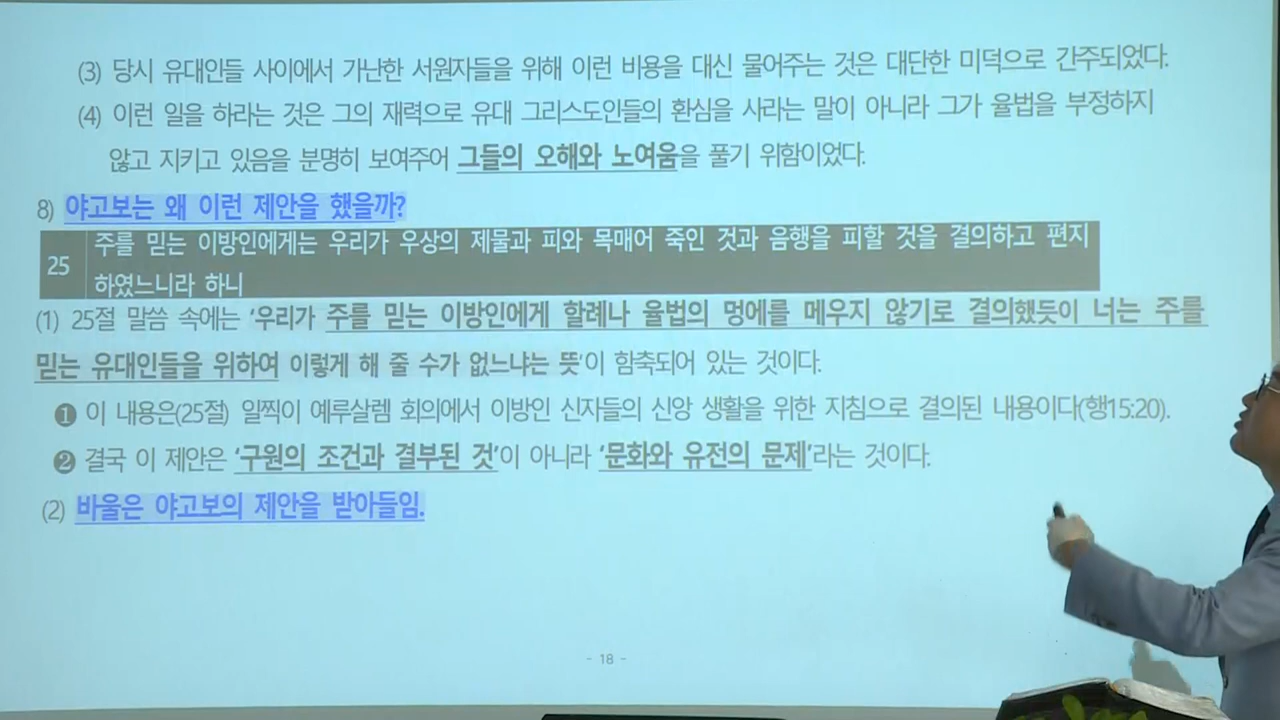 (3) 당시 유대인들 사이에서 가난한 서원자들을 위해 이런 비용을 대신 물어주는 것은 대단한 미덕으로 간주되었다.
(4) 이런 일을 하라는 것은 그의 재력으로 유대 그리스도인들의 환심을 사라는 말이 아니라 그가 율법을 부정하지
않고 지키고 있음을 분명히 보여주어 그들의 오해와 노여움을 풀기 위함이었다.
8) 야고보는 왜 이런 제안을 했을까?
25 주를 믿는 이방인에게는 우리가 우상의 제물과 피와 목매어 죽인 것과 음행을 피할 것을 결의하고 편지
하였느니라 하니
(1) 25절 말씀 속에는 '우리가 주를 믿는 이방인에게 할례나 율법의 멍에를 메우지 않기로 결의했듯이 너는 주를
믿는 유대인들을 위하여 이렇게 해 줄 수가 없느냐는 뜻'이 함축되어 있는 것이다.
❶ 이 내용은(25절) 일찍이 예루살렘 회의에서 이방인 신자들의 신앙 생활을 위한 지침으로 결의된 내용이다(행15:20).
❷ 결국 이 제안은 '구원의 조건과 결부된 것'이 아니라 '문화와 유전의 문제'라는 것이다.
(2) 바울은 야고보의 제안을 받아들임.
- 18 -